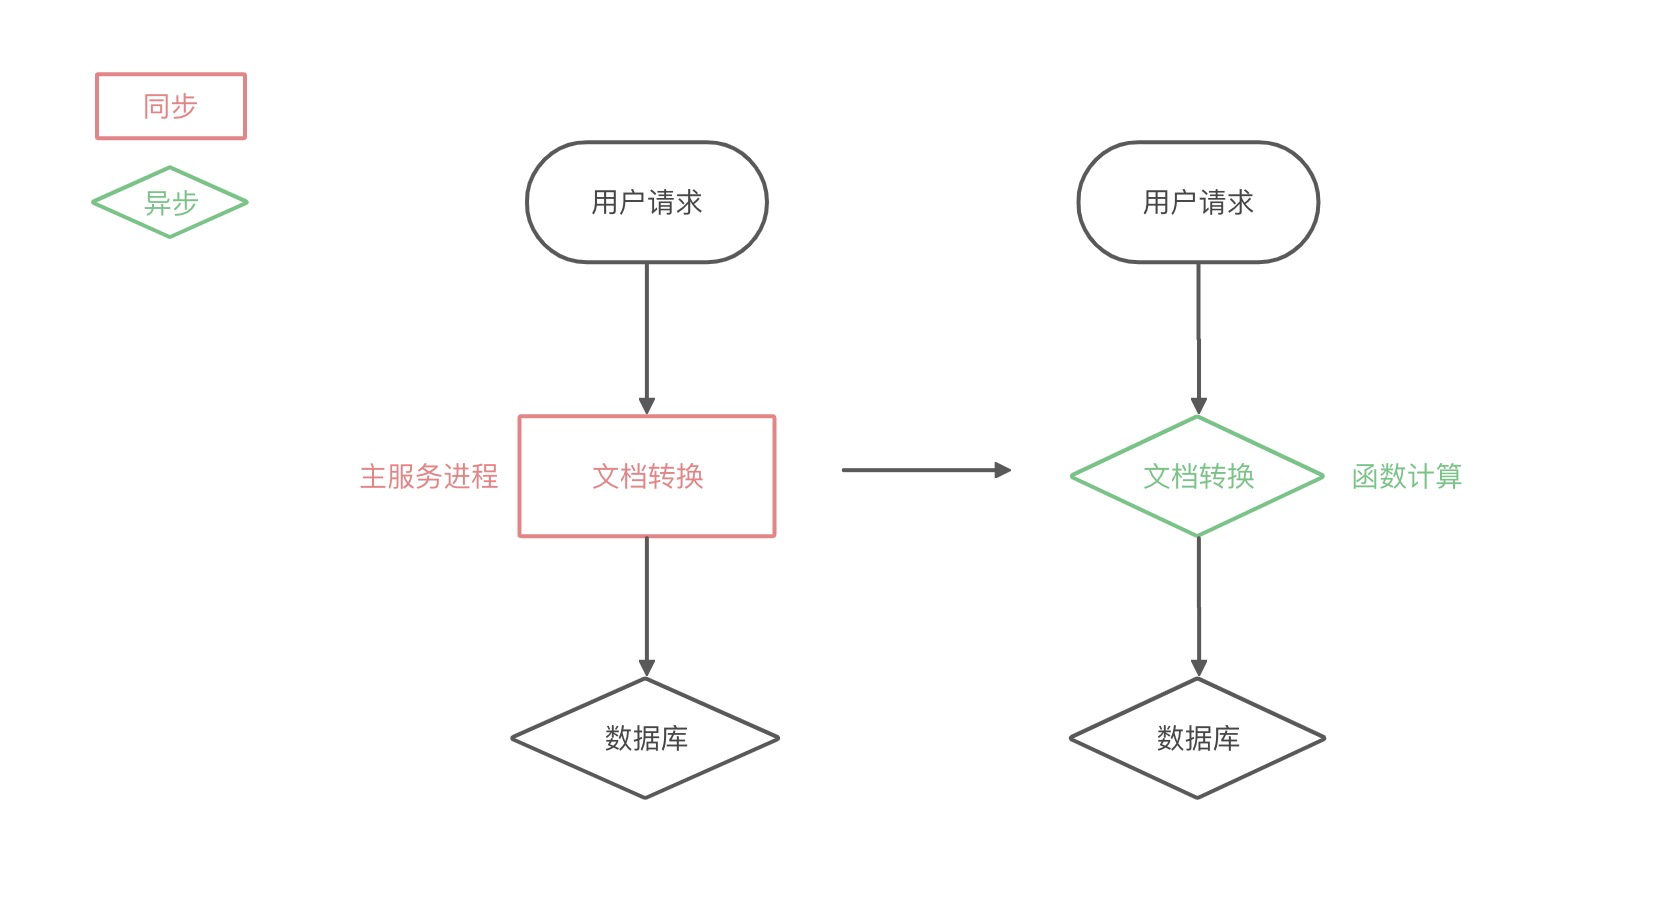 同步
异步
用户请求
用户请求
主服务进程
文档转换
文档转换
函数计算
数据库
数据库